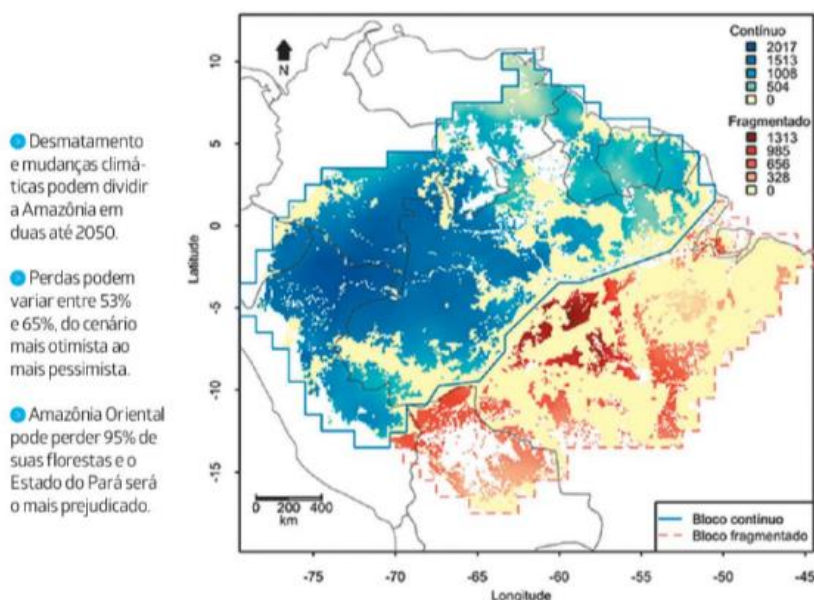 Desmatamento
e mudanças climá-
ticas podem dividir
a Amazônia em
duas até 2050.
Perdas podem
variar entre 53%
e 65%, do cenário
mais otimista ao
mais pessimista.
Amazônia Oriental
pode perder 95% de
suas florestas e o
Estado do Pará será
o mais prejudicado.
N
Contínuo
2017
1513
1008
504
0
Fragmentado
1313
985
656
328
0
Latitude
10
5
0
-5
-10
-15
0 200 400
km
Bloco contínuo
Bloco fragmentado
-75 -70 -65 -60 -55 -50 -45
Longitude